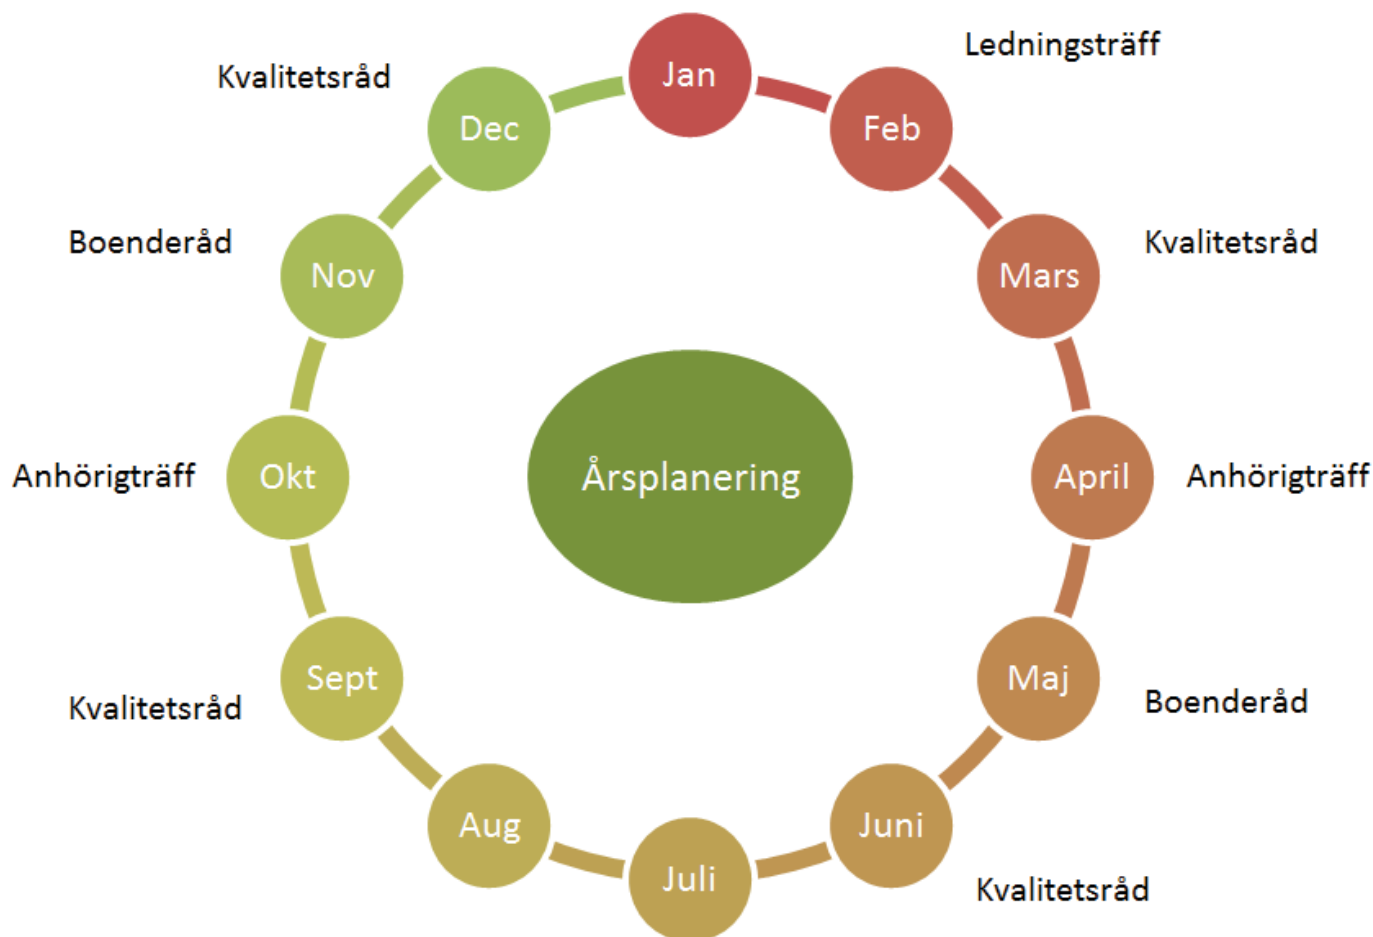 Jan
Ledningsträff
Feb
Kvalitetsråd
Mars
Anhörigträff
April
Boenderåd
Maj
Kvalitetsråd
Juni
Juli
Aug
Kvalitetsråd
Sept
Anhörigträff
Okt
Boenderåd
Nov
Kvalitetsråd
Dec
Årsplanering